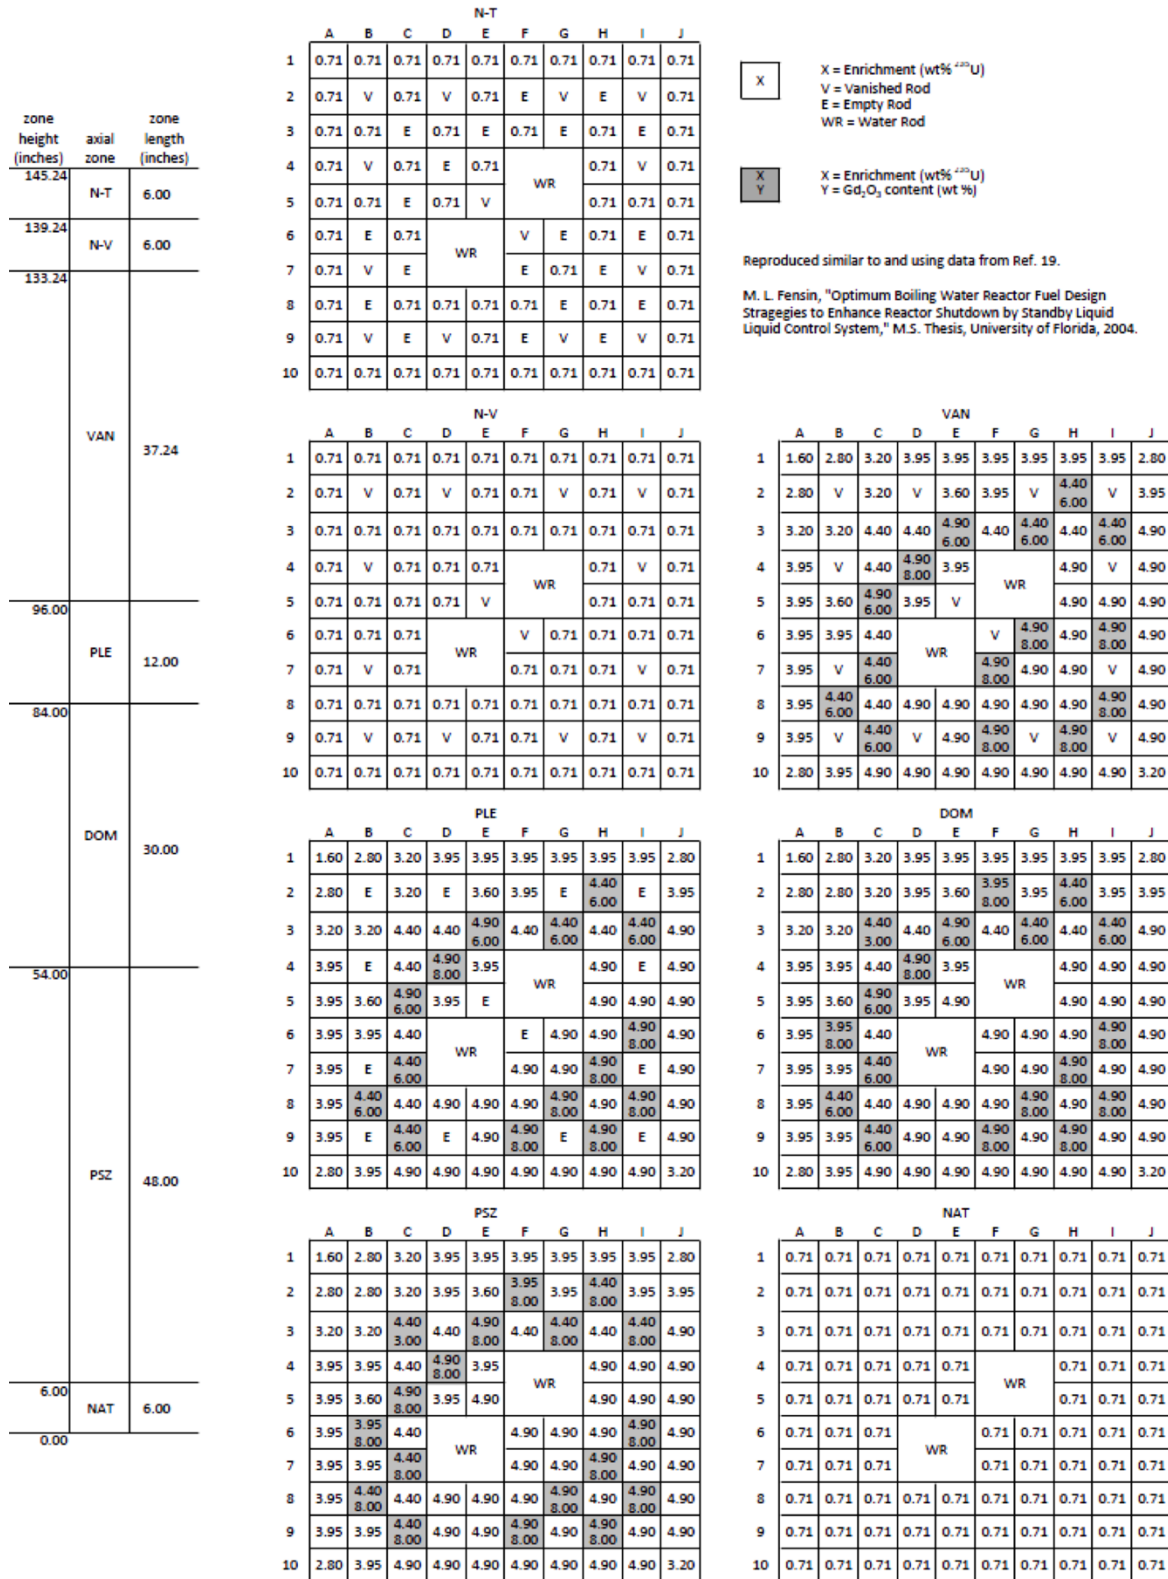 N-T
A B C D E F G H I J
1 0.71 0.71 0.71 0.71 0.71 0.71 0.71 0.71 0.71 0.71
2 0.71 V 0.71 V 0.71 E V E V 0.71
3 0.71 0.71 E 0.71 E 0.71 E 0.71 E 0.71
4 0.71 V 0.71 E 0.71 WR 0.71 V 0.71
5 0.71 0.71 E 0.71 V 0.71 0.71 0.71
6 0.71 E 0.71 WR V E 0.71 E 0.71
7 0.71 V E E 0.71 E V 0.71
8 0.71 E 0.71 0.71 0.71 0.71 E 0.71 E 0.71
9 0.71 V E V 0.71 E V E V 0.71
10 0.71 0.71 0.71 0.71 0.71 0.71 0.71 0.71 0.71 0.71
X
X = Enrichment (wt% ²³⁵U)
V = Vanished Rod
E = Empty Rod
WR = Water Rod
X
Y
X = Enrichment (wt% ²³⁵U)
Y = Gd₂O₃ content (wt %)
Reproduced similar to and using data from Ref. 19.
M. L. Fensin, "Optimum Boiling Water Reactor Fuel Design
Stragegies to Enhance Reactor Shutdown by Standby Liquid
Liquid Control System," M.S. Thesis, University of Florida, 2004.
zone height (inches) axial zone zone length (inches)
145.24
N-T 6.00
139.24
N-V 6.00
133.24
VAN 37.24
96.00
PLE 12.00
84.00
DOM 30.00
54.00
PSZ 48.00
6.00
NAT 6.00
0.00
N-V
A B C D E F G H I J
1 0.71 0.71 0.71 0.71 0.71 0.71 0.71 0.71 0.71 0.71
2 0.71 V 0.71 V 0.71 0.71 V 0.71 V 0.71
3 0.71 0.71 0.71 0.71 0.71 0.71 0.71 0.71 0.71 0.71
4 0.71 V 0.71 0.71 0.71 WR 0.71 V 0.71
5 0.71 0.71 0.71 0.71 V 0.71 0.71 0.71
6 0.71 0.71 0.71 WR V 0.71 0.71 0.71 0.71
7 0.71 V 0.71 0.71 0.71 0.71 V 0.71
8 0.71 0.71 0.71 0.71 0.71 0.71 0.71 0.71 0.71 0.71
9 0.71 V 0.71 V 0.71 0.71 V 0.71 V 0.71
10 0.71 0.71 0.71 0.71 0.71 0.71 0.71 0.71 0.71 0.71
VAN
A B C D E F G H I J
1 1.60 2.80 3.20 3.95 3.95 3.95 3.95 3.95 3.95 2.80
2 2.80 V 3.20 V 3.60 3.95 V 4.40 6.00 V 3.95
3 3.20 3.20 4.40 4.40 4.90 6.00 4.40 4.40 6.00 4.40 4.40 6.00 4.90
4 3.95 V 4.40 4.90 8.00 3.95 WR 4.90 V 4.90
5 3.95 3.60 4.90 6.00 3.95 V 4.90 4.90 4.90
6 3.95 3.95 4.40 WR V 4.90 8.00 4.90 4.90 8.00 4.90
7 3.95 V 4.40 6.00 4.90 8.00 4.90 4.90 V 4.90
8 3.95 4.40 6.00 4.40 4.90 4.90 4.90 4.90 4.90 4.90 8.00 4.90
9 3.95 V 4.40 6.00 V 4.90 4.90 8.00 V 4.90 8.00 V 4.90
10 2.80 3.95 4.90 4.90 4.90 4.90 4.90 4.90 4.90 3.20
PLE
A B C D E F G H I J
1 1.60 2.80 3.20 3.95 3.95 3.95 3.95 3.95 3.95 2.80
2 2.80 E 3.20 E 3.60 3.95 E 4.40 6.00 E 3.95
3 3.20 3.20 4.40 4.40 4.90 6.00 4.40 4.40 6.00 4.40 4.40 6.00 4.90
4 3.95 E 4.40 4.90 8.00 3.95 WR 4.90 E 4.90
5 3.95 3.60 4.90 6.00 3.95 E 4.90 4.90 4.90
6 3.95 3.95 4.40 WR E 4.90 4.90 4.90 8.00 4.90
7 3.95 E 4.40 6.00 4.90 4.90 4.90 8.00 E 4.90
8 3.95 4.40 6.00 4.40 4.90 4.90 4.90 4.90 8.00 4.90 4.90 8.00 4.90
9 3.95 E 4.40 6.00 E 4.90 4.90 8.00 E 4.90 8.00 E 4.90
10 2.80 3.95 4.90 4.90 4.90 4.90 4.90 4.90 4.90 3.20
DOM
A B C D E F G H I J
1 1.60 2.80 3.20 3.95 3.95 3.95 3.95 3.95 3.95 2.80
2 2.80 2.80 3.20 3.95 3.60 3.95 8.00 3.95 4.40 6.00 3.95 3.95
3 3.20 3.20 4.40 3.00 4.40 4.90 6.00 4.40 4.40 6.00 4.40 4.40 6.00 4.90
4 3.95 3.95 4.40 4.90 8.00 3.95 WR 4.90 4.90 4.90
5 3.95 3.60 4.90 6.00 3.95 4.90 4.90 4.90 4.90
6 3.95 3.95 8.00 4.40 WR 4.90 4.90 4.90 4.90 8.00 4.90
7 3.95 3.95 4.40 6.00 4.90 4.90 4.90 8.00 4.90 4.90
8 3.95 4.40 6.00 4.40 4.90 4.90 4.90 4.90 8.00 4.90 4.90 8.00 4.90
9 3.95 3.95 4.40 6.00 4.90 4.90 4.90 8.00 4.90 4.90 8.00 4.90 4.90
10 2.80 3.95 4.90 4.90 4.90 4.90 4.90 4.90 4.90 3.20
PSZ
A B C D E F G H I J
1 1.60 2.80 3.20 3.95 3.95 3.95 3.95 3.95 3.95 2.80
2 2.80 2.80 3.20 3.95 3.60 3.95 8.00 3.95 4.40 8.00 3.95 3.95
3 3.20 3.20 4.40 3.00 4.40 4.90 8.00 4.40 4.40 8.00 4.40 4.40 8.00 4.90
4 3.95 3.95 4.40 4.90 8.00 3.95 WR 4.90 4.90 4.90
5 3.95 3.60 4.90 8.00 3.95 4.90 4.90 4.90 4.90
6 3.95 3.95 8.00 4.40 WR 4.90 4.90 4.90 4.90 8.00 4.90
7 3.95 3.95 4.40 8.00 4.90 4.90 4.90 8.00 4.90 4.90
8 3.95 4.40 8.00 4.40 4.90 4.90 4.90 4.90 8.00 4.90 4.90 8.00 4.90
9 3.95 3.95 4.40 8.00 4.90 4.90 4.90 8.00 4.90 4.90 8.00 4.90 4.90
10 2.80 3.95 4.90 4.90 4.90 4.90 4.90 4.90 4.90 3.20
NAT
A B C D E F G H I J
1 0.71 0.71 0.71 0.71 0.71 0.71 0.71 0.71 0.71 0.71
2 0.71 0.71 0.71 0.71 0.71 0.71 0.71 0.71 0.71 0.71
3 0.71 0.71 0.71 0.71 0.71 0.71 0.71 0.71 0.71 0.71
4 0.71 0.71 0.71 0.71 0.71 WR 0.71 0.71 0.71
5 0.71 0.71 0.71 0.71 0.71 0.71 0.71 0.71
6 0.71 0.71 0.71 WR 0.71 0.71 0.71 0.71 0.71
7 0.71 0.71 0.71 0.71 0.71 0.71 0.71 0.71
8 0.71 0.71 0.71 0.71 0.71 0.71 0.71 0.71 0.71 0.71
9 0.71 0.71 0.71 0.71 0.71 0.71 0.71 0.71 0.71 0.71
10 0.71 0.71 0.71 0.71 0.71 0.71 0.71 0.71 0.71 0.71